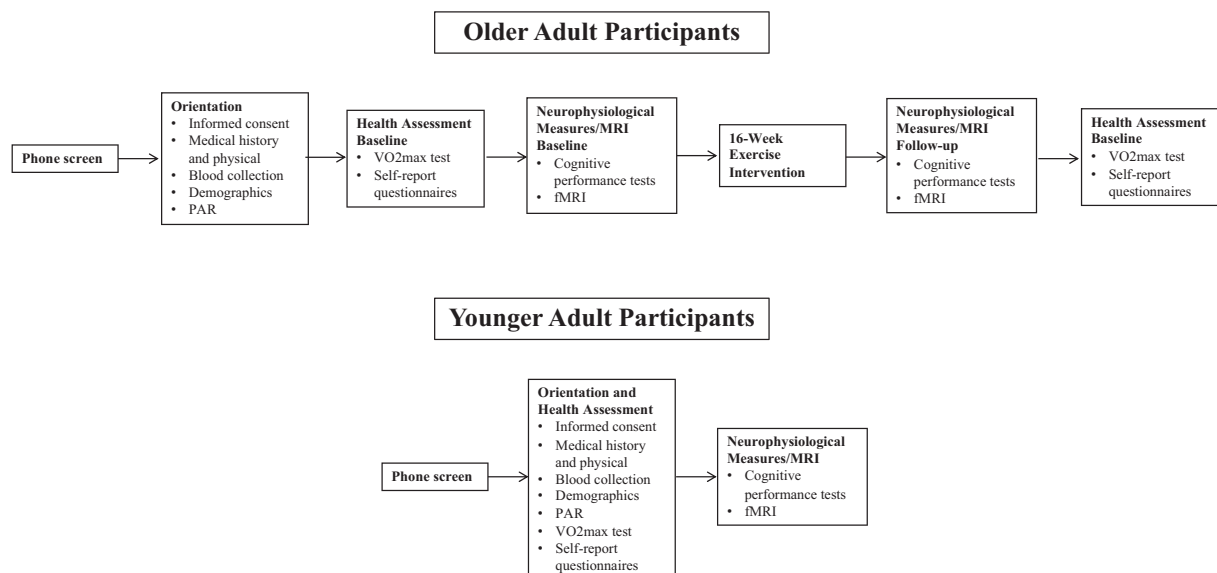 Older Adult Participants
Phone screen
Orientation
• Informed consent
• Medical history
and physical
• Blood collection
• Demographics
• PAR
Health Assessment
Baseline
• VO2max test
• Self-report
questionnaires
Neurophysiological
Measures/MRI
Baseline
• Cognitive
performance tests
• fMRI
16-Week
Exercise
Intervention
Neurophysiological
Measures/MRI
Follow-up
• Cognitive
performance tests
• fMRI
Health Assessment
Baseline
• VO2max test
• Self-report
questionnaires
Younger Adult Participants
Phone screen
Orientation and
Health Assessment
• Informed consent
• Medical history
and physical
• Blood collection
• Demographics
• PAR
• VO2max test
• Self-report
questionnaires
Neurophysiological
Measures/MRI
• Cognitive
performance tests
• fMRI